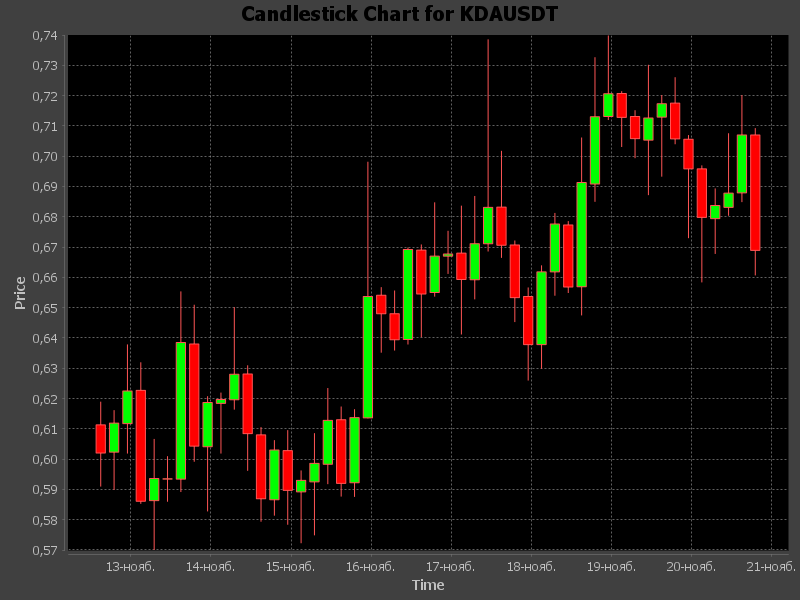 Candlestick Chart for KDAUSDT
0,74
0,73
0,72
0,71
0,70
0,69
0,68
0,67
0,66
0,65
0,64
0,63
0,62
0,61
0,60
0,59
0,58
0,57
Price
13-нояб.
14-нояб.
15-нояб.
16-нояб.
17-нояб.
18-нояб.
19-нояб.
20-нояб.
21-нояб.
Time